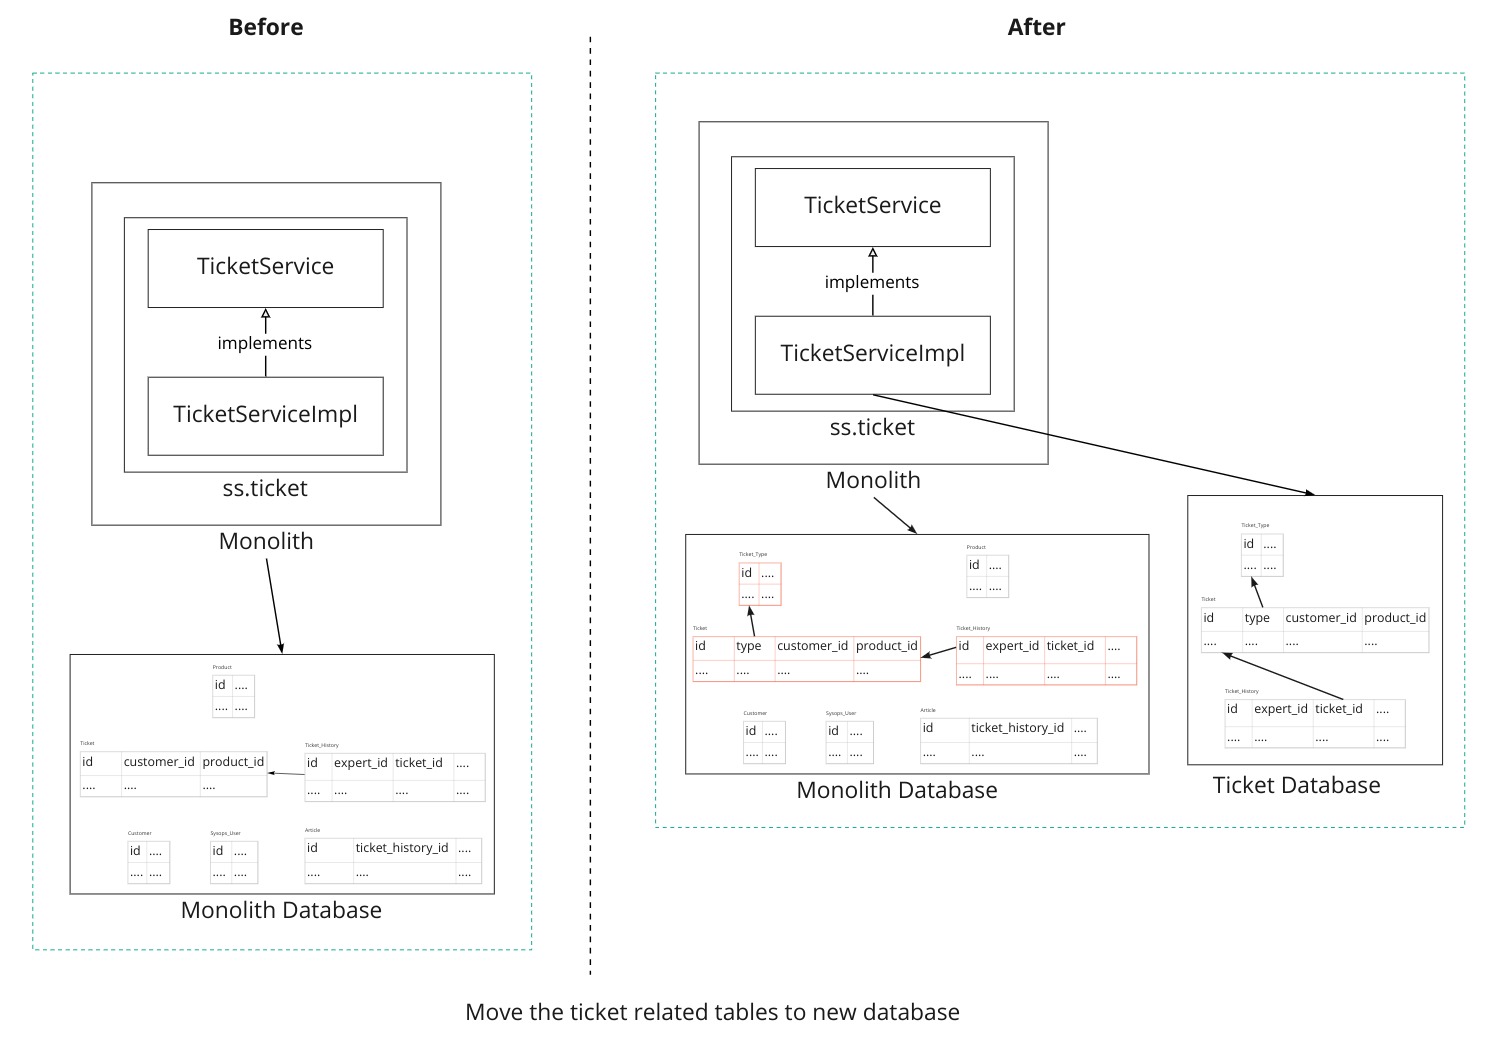 Before
TicketService
implements
TicketServiceImpl
ss.ticket
Monolith
Product
id ....
.... ....
Ticket
id customer_id product_id
.... .... ....
Ticket_History
id expert_id ticket_id ....
.... .... .... ....
Customer
id ....
.... ....
Sysops_User
id ....
.... ....
Article
id ticket_history_id ....
.... .... ....
Monolith Database
After
TicketService
implements
TicketServiceImpl
ss.ticket
Monolith
Ticket_Type
id ....
.... ....
Product
id ....
.... ....
Ticket
id type customer_id product_id
.... .... .... ....
Ticket_History
id expert_id ticket_id ....
.... .... .... ....
Customer
id ....
.... ....
Sysops_User
id ....
.... ....
Article
id ticket_history_id ....
.... .... ....
Monolith Database
Ticket_Type
id ....
.... ....
Ticket
id type customer_id product_id
.... .... .... ....
Ticket_History
id expert_id ticket_id ....
.... .... .... ....
Ticket Database
Move the ticket related tables to new database